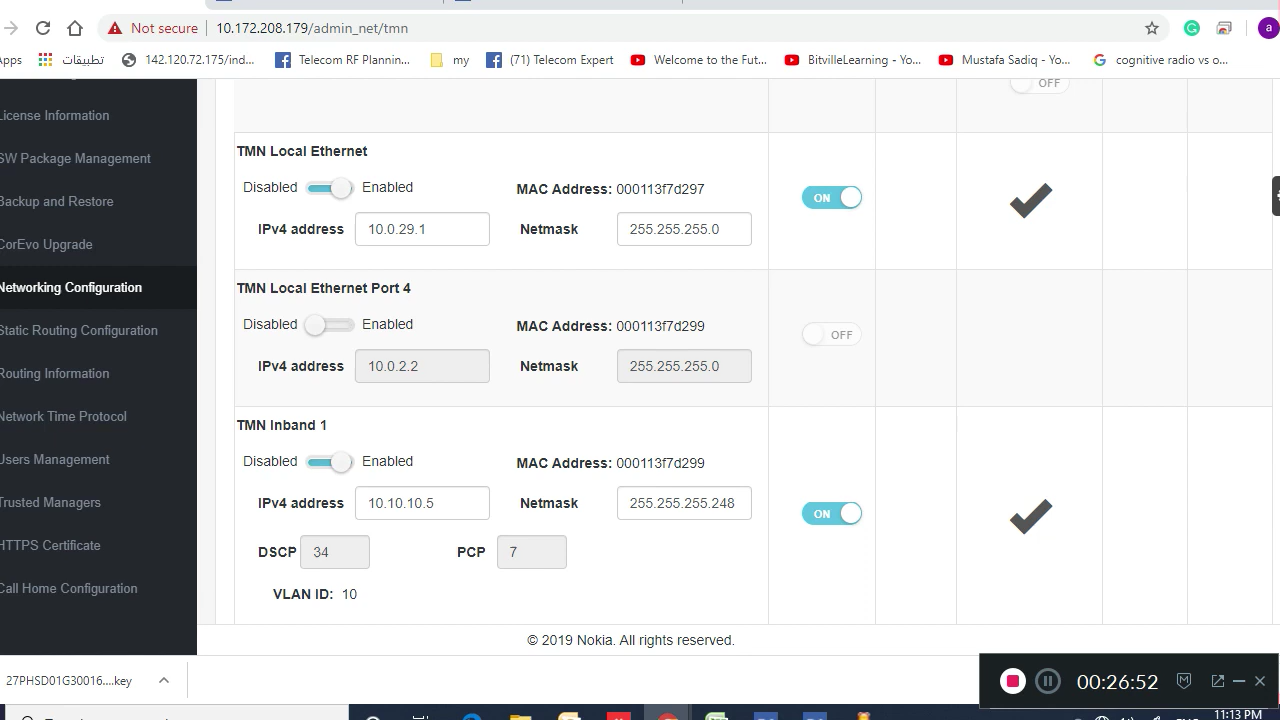 Not secure 10.172.208.179/admin_net/tmn a
Apps تطبيقات 142.120.72.175/ind... Telecom RF Plannin... my (71) Telecom Expert Welcome to the Fut... BitvilleLearning - Yo... Mustafa Sadiq - Yo... cognitive radio vs o...
OFF
License Information
SW Package Management
Backup and Restore
CorEvo Upgrade
Networking Configuration
Static Routing Configuration
Routing Information
Network Time Protocol
Users Management
Trusted Managers
HTTPS Certificate
Call Home Configuration
TMN Local Ethernet
Disabled Enabled MAC Address: 000113f7d297 ON
IPv4 address 10.0.29.1 Netmask 255.255.255.0
TMN Local Ethernet Port 4
Disabled Enabled MAC Address: 000113f7d299 OFF
IPv4 address 10.0.2.2 Netmask 255.255.255.0
TMN Inband 1
Disabled Enabled MAC Address: 000113f7d299
IPv4 address 10.10.10.5 Netmask 255.255.255.248 ON
DSCP 34 PCP 7
VLAN ID: 10
© 2019 Nokia. All rights reserved.
27PHSD01G30016....key
00:26:52
11:13 PM